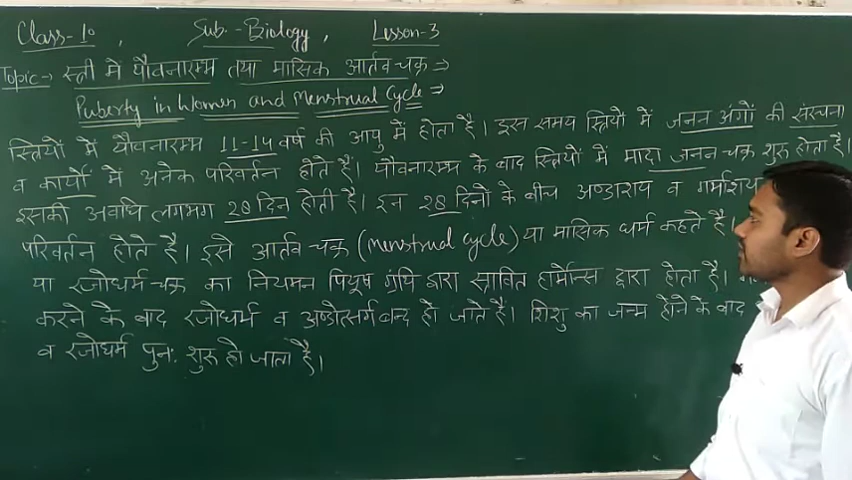 Class-10, Sub.-Biology, Lesson-3
Topic→ स्त्री में यौवनारम्भ तथा मासिक आर्तव चक्र ⇒
Puberty in Women and Menstrual Cycle ⇒
स्त्रियों में यौवनारम्भ 11-14 वर्ष की आयु में होता है। इस समय स्त्रियों में जनन अंगों की संरचना
व कार्यों में अनेक परिवर्तन होते हैं। यौवनारम्भ के बाद स्त्रियों में मादा जनन चक्र शुरू होता है।
इसकी अवधि लगभग 28 दिन होती है। इन 28 दिनों के बीच अण्डाशय व गर्भाशय
परिवर्तन होते है। इसे आर्तव चक्र (Menstrual cycle) या मासिक धर्म कहते है।
या रजोधर्म चक्र का नियमन पियूष ग्रंथि द्वारा स्त्रावित हार्मोन्स द्वारा होता है।
करने के बाद रजोधर्म व अण्डोत्सर्ग बन्द हो जाते हैं। शिशु का जन्म होने के बाद
व रजोधर्म पुनः शुरू हो जाता है।